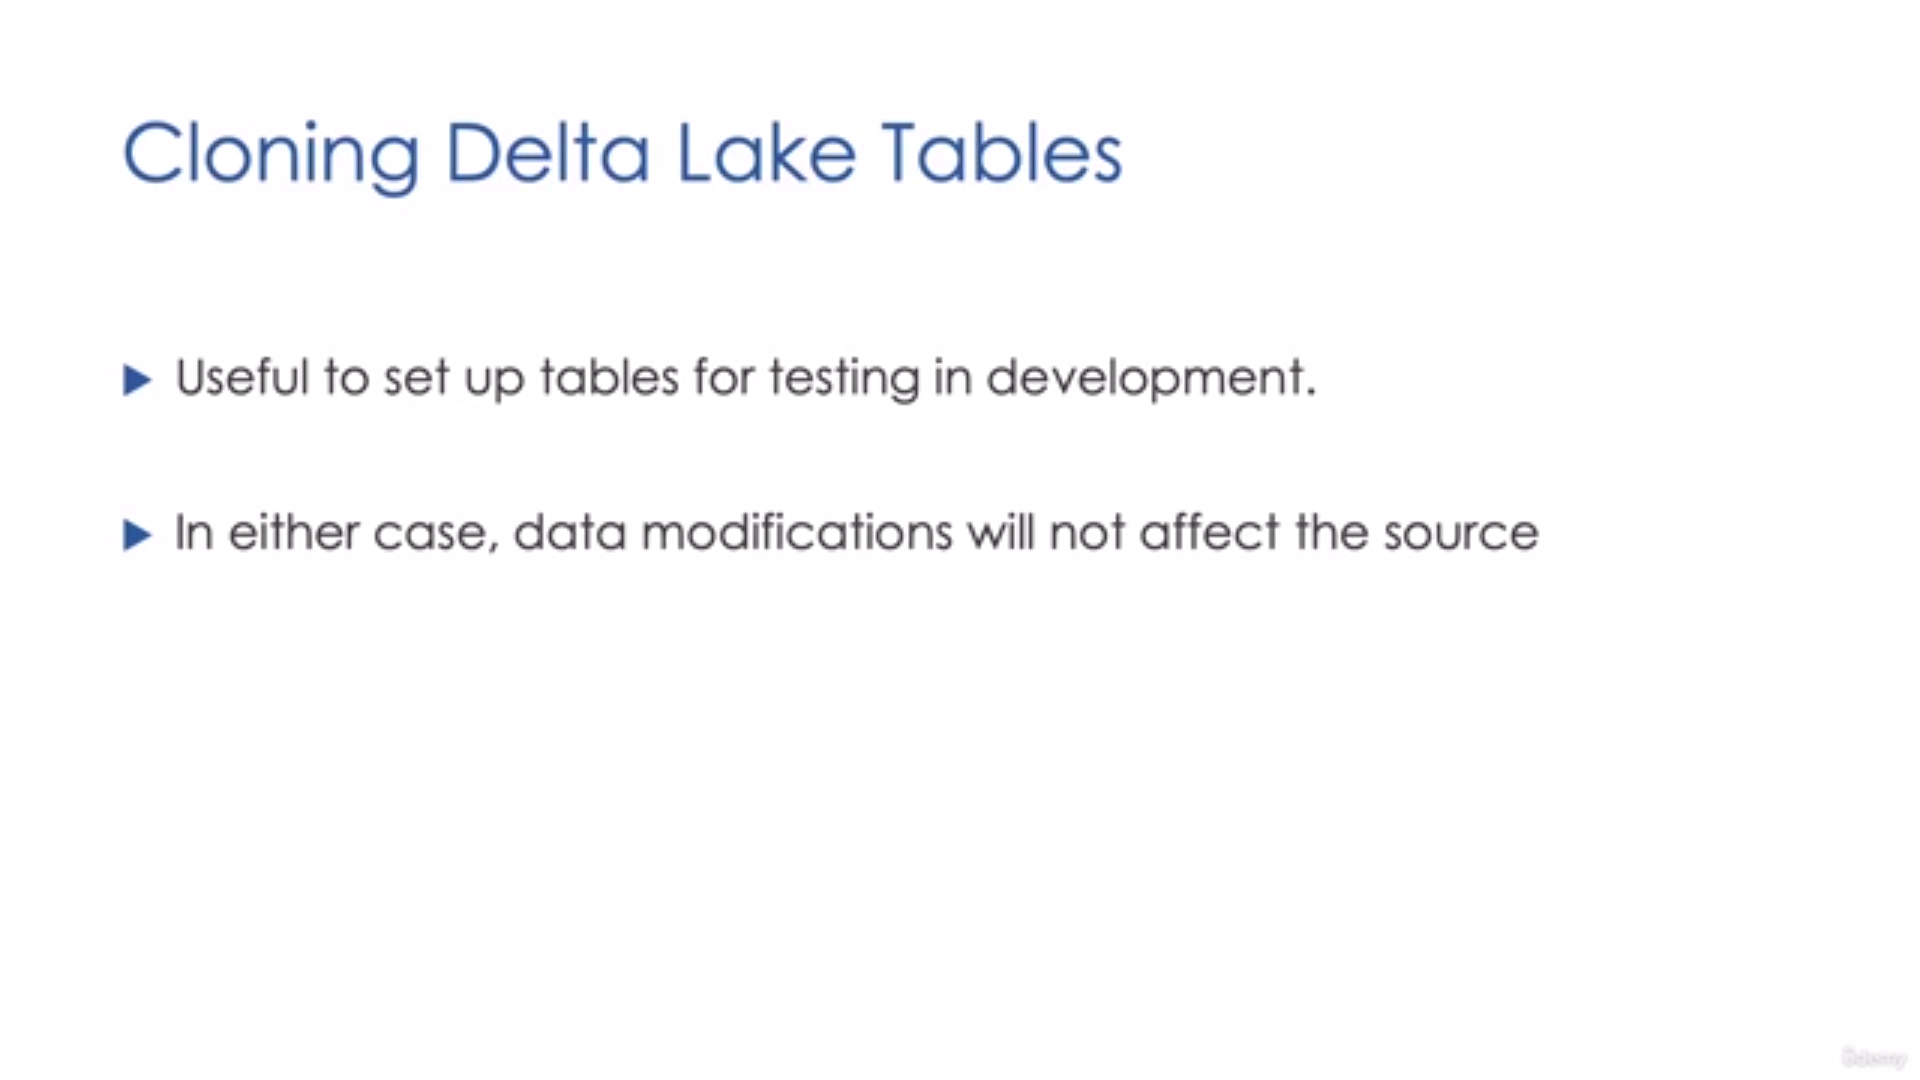 Cloning Delta Lake Tables
Useful to set up tables for testing in development.
In either case, data modifications will not affect the source
Udemy